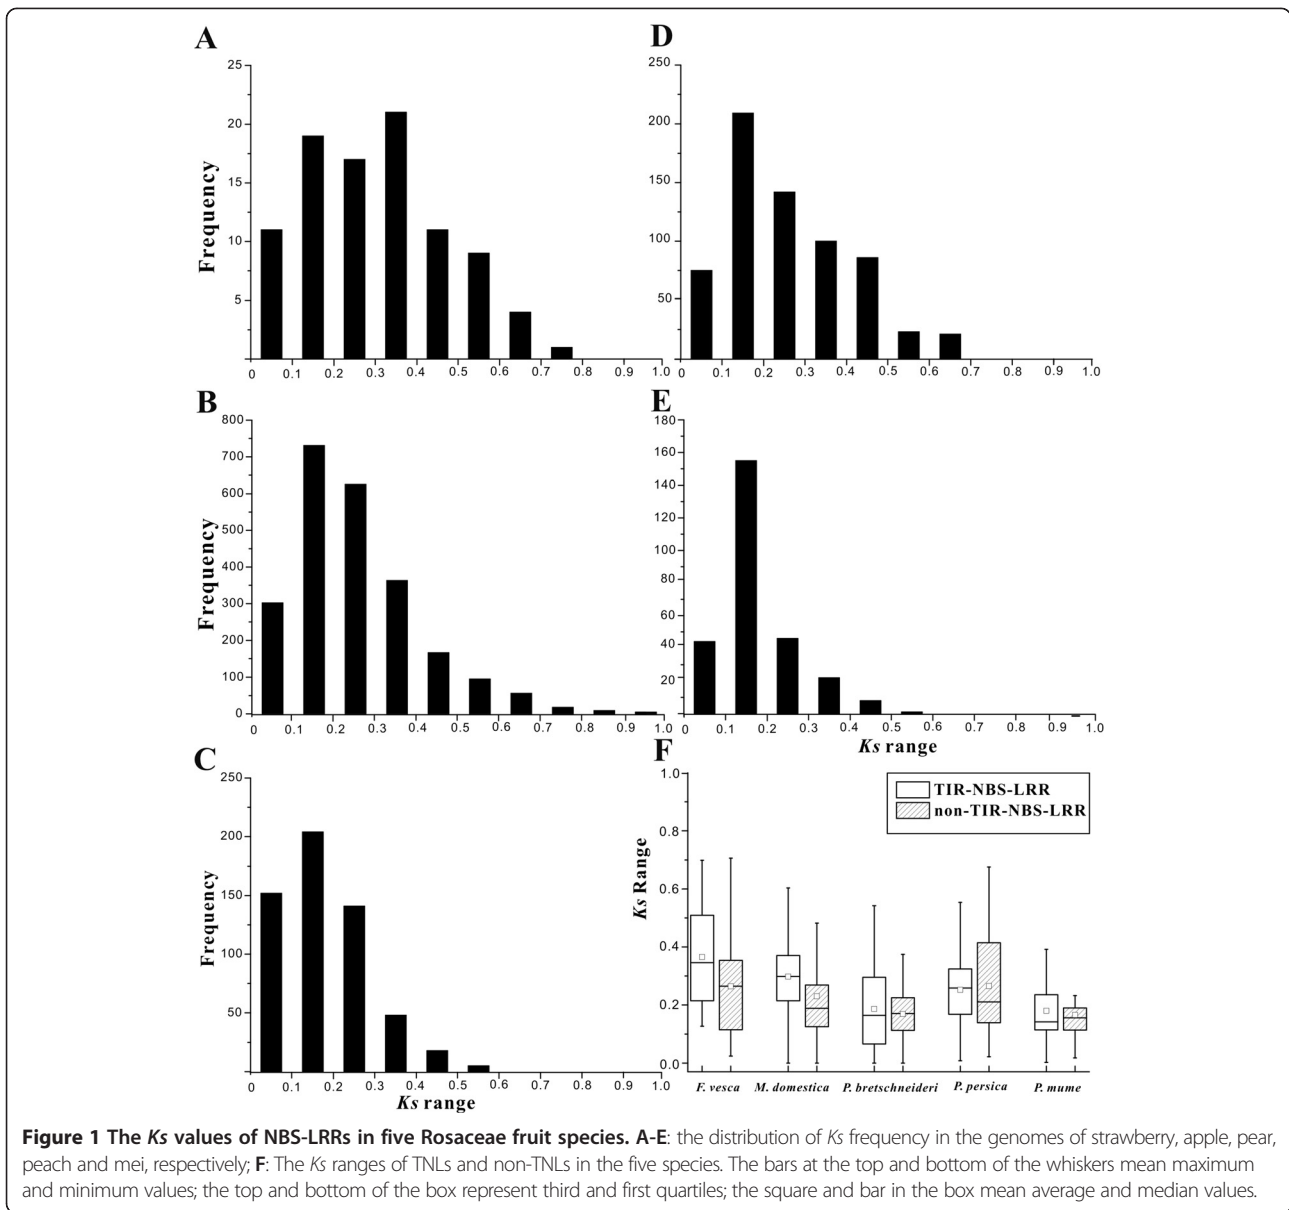 A
25
20
15
10
5
Frequency
0 0.1 0.2 0.3 0.4 0.5 0.6 0.7 0.8 0.9 1.0
D
250
200
150
100
50
0 0.1 0.2 0.3 0.4 0.5 0.6 0.7 0.8 0.9 1.0
B
800
700
600
500
400
300
200
100
0
Frequency
0 0.1 0.2 0.3 0.4 0.5 0.6 0.7 0.8 0.9 1.0
E
180
160
140
120
100
80
60
40
20
0 0.1 0.2 0.3 0.4 0.5 0.6 0.7 0.8 0.9 1.0
Ks range
C
250
200
150
100
50
Frequency
0 0.1 0.2 0.3 0.4 0.5 0.6 0.7 0.8 0.9 1.0
Ks range
F
1.0
0.8
0.6
0.4
0.2
0.0
Ks Range
TIR-NBS-LRR
non-TIR-NBS-LRR
F. vesca M. domestica P. bretschneideri P. persica P. mume
Figure 1 The Ks values of NBS-LRRs in five Rosaceae fruit species. A-E: the distribution of Ks frequency in the genomes of strawberry, apple, pear,
peach and mei, respectively; F: The Ks ranges of TNLs and non-TNLs in the five species. The bars at the top and bottom of the whiskers mean maximum
and minimum values; the top and bottom of the box represent third and first quartiles; the square and bar in the box mean average and median values.